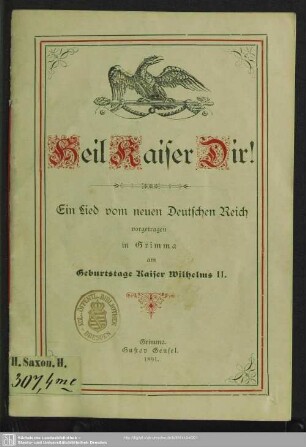 Heil Kaiser Dir!
Ein Lied vom neuen Deutschen Reich
vorgetragen
in Grimma
am
Geburtstage Kaiser Wilhelms II.
Grimma.
Gustav Gensel.
1891.
H. Saxon. H.
307,4me